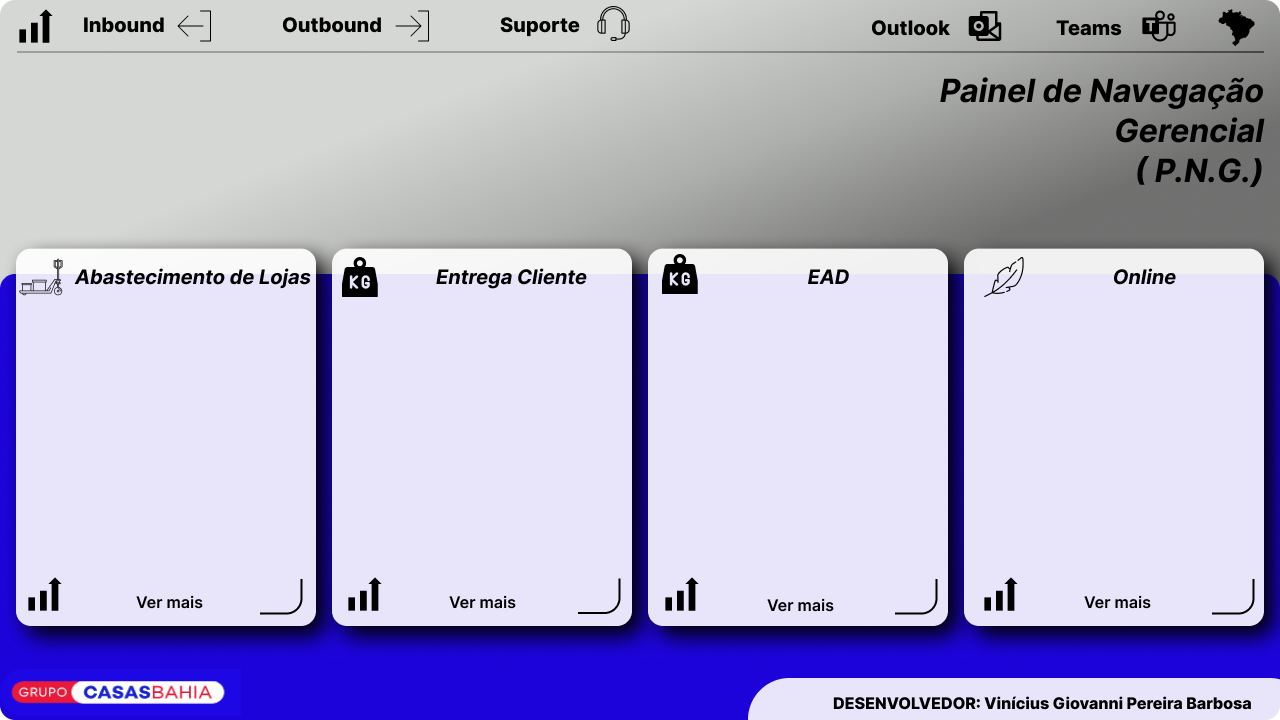 Inbound
Outbound
Suporte
Outlook
Teams
T
Painel de Navegação
Gerencial
( P.N.G.)
Abastecimento de Lojas
KG
Entrega Cliente
KG
EAD
Online
Ver mais
Ver mais
Ver mais
Ver mais
GRUPO CASASBAHIA
DESENVOLVEDOR: Vinícius Giovanni Pereira Barbosa